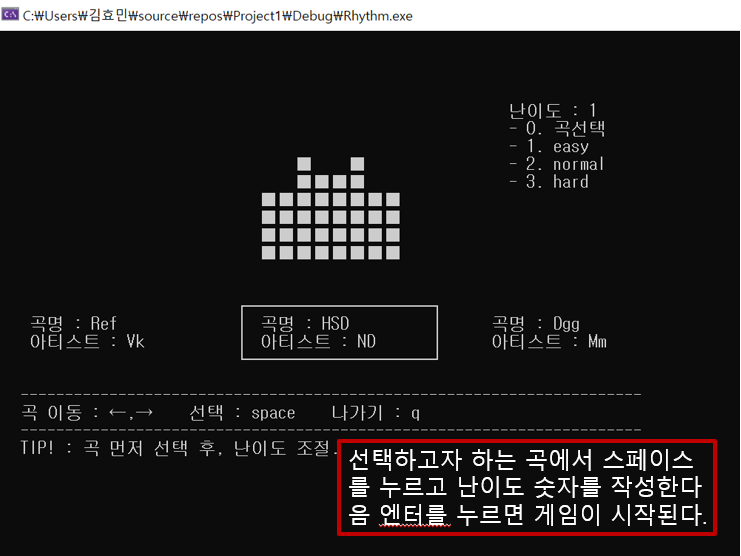 C:\Users\김효민\source\repos\Project1\Debug\Rhythm.exe
난이도 : 1
- 0. 곡선택
- 1. easy
- 2. normal
- 3. hard
곡명 : Ref
아티스트 : Vk
곡명 : HSD
아티스트 : ND
곡명 : Dgg
아티스트 : Mm
곡 이동 : ←,→ 선택 : space 나가기 : q
TIP! : 곡 먼저 선택 후, 난이도 조절.
선택하고자 하는 곡에서 스페이스
를 누르고 난이도 숫자를 작성한다
음 엔터를 누르면 게임이 시작된다.